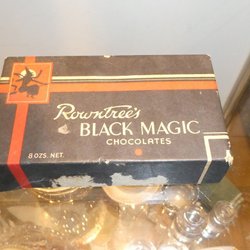 Rowntree's
BLACK MAGIC
CHOCOLATES
8 OZS. NET.